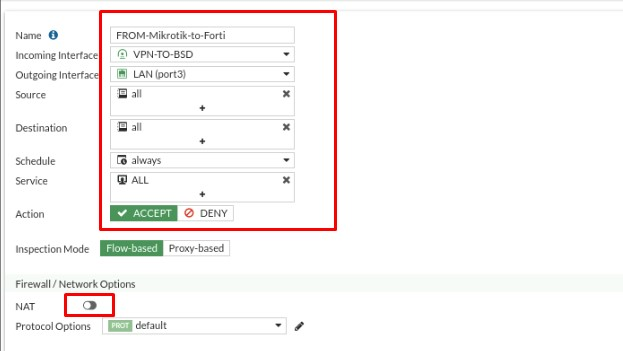 Name FROM-Mikrotik-to-Forti
Incoming Interface VPN-TO-BSD
Outgoing Interface LAN (port3)
Source all
+
Destination all
+
Schedule always
Service ALL
+
Action ACCEPT DENY
Inspection Mode Flow-based Proxy-based
Firewall / Network Options
NAT
Protocol Options PROT default